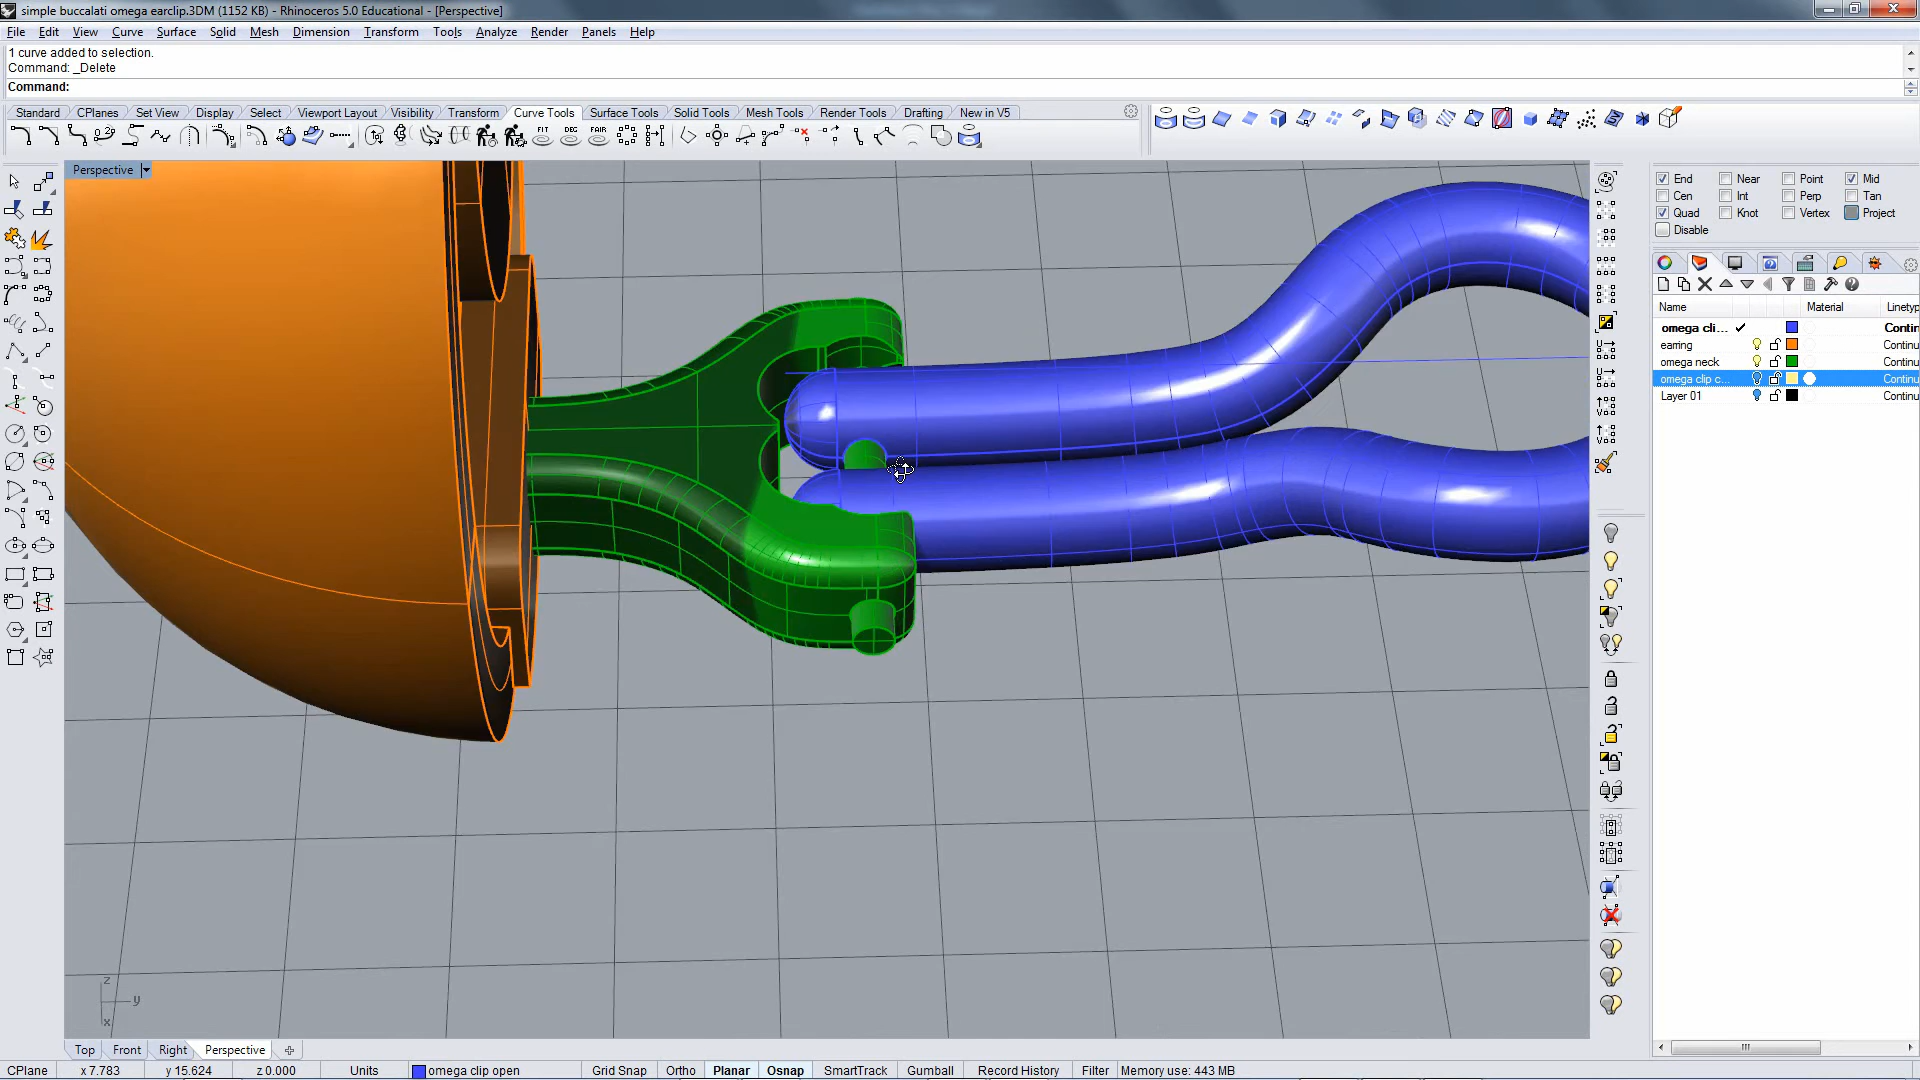 simple buccalati omega earclip.3DM (1152 KB) - Rhinoceros 5.0 Educational - [Perspective]
File Edit View Curve Surface Solid Mesh Dimension Transform Tools Analyze Render Panels Help
1 curve added to selection.
Command: _Delete
Command:
Standard CPlanes Set View Display Select Viewport Layout Visibility Transform Curve Tools Surface Tools Solid Tools Mesh Tools Render Tools Drafting New in V5
FIT DEG FAIR
Perspective
End Near Point Mid
Cen Int Perp Tan
Quad Knot Vertex Project
Disable
Name Material Linetyp
omega cli... Contin
earring Continu
omega neck Continu
omega clip c... Continu
Layer 01 Continu
z
y
x
Top Front Right Perspective
CPlane x 7.783 y 15.624 z 0.000 Units omega clip open Grid Snap Ortho Planar Osnap SmartTrack Gumball Record History Filter Memory use: 443 MB